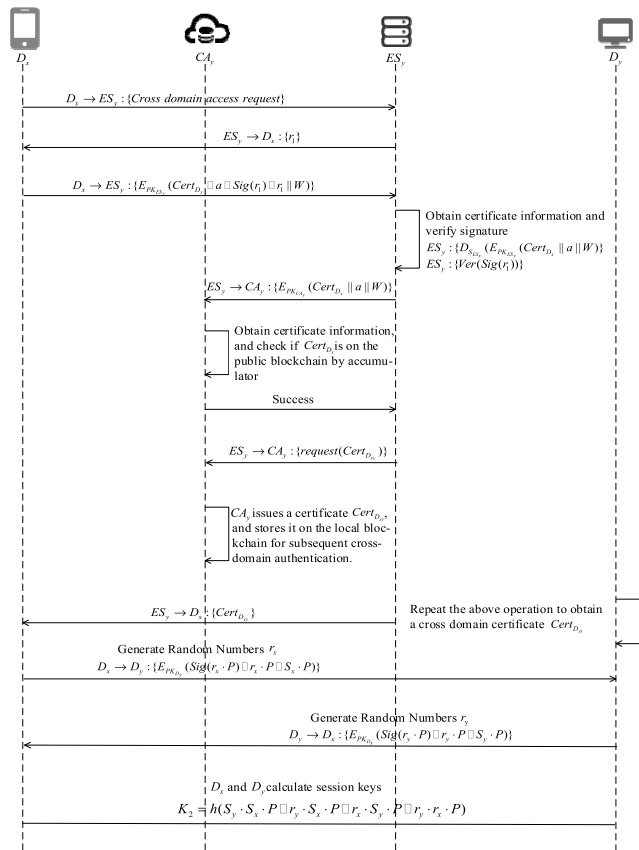 D_x CA_y ES_y D_y
D_x → ES_y : {Cross domain access request}
ES_y → D_x : {r_1}
D_x → ES_y : {E_{PK_{ES_y}} (Cert_{D_x} □ a □ Sig(r_1) □ r_1 || W)}
Obtain certificate information and
verify signature
ES_y : {D_{S_{ES_y}} (E_{PK_{ES_y}} (Cert_{D_x} || a || W)}
ES_y : {Ver(Sig(r_1))}
ES_y → CA_y : {E_{PK_{CA_y}} (Cert_{D_x} || a || W)}
Obtain certificate information,
and check if Cert_{D_x} is on the
public blockchain by accumu-
lator
Success
ES_y → CA_y : {request(Cert_{D_{xy}})}
CA_y issues a certificate Cert_{D_{xy}},
and stores it on the local bloc-
kchain for subsequent cross-
domain authentication.
ES_y → D_x : {Cert_{D_{xy}}}
Repeat the above operation to obtain
a cross domain certificate Cert_{D_{yx}}
Generate Random Numbers r_x
D_x → D_y : {E_{PK_{D_y}} (Sig(r_x · P) □ r_x · P □ S_x · P)}
Generate Random Numbers r_y
D_y → D_x : {E_{PK_{D_x}} (Sig(r_y · P) □ r_y · P □ S_y · P)}
D_x and D_y calculate session keys
K_2 = h(S_y · S_x · P □ r_y · S_x · P □ r_x · S_y · P □ r_y · r_x · P)